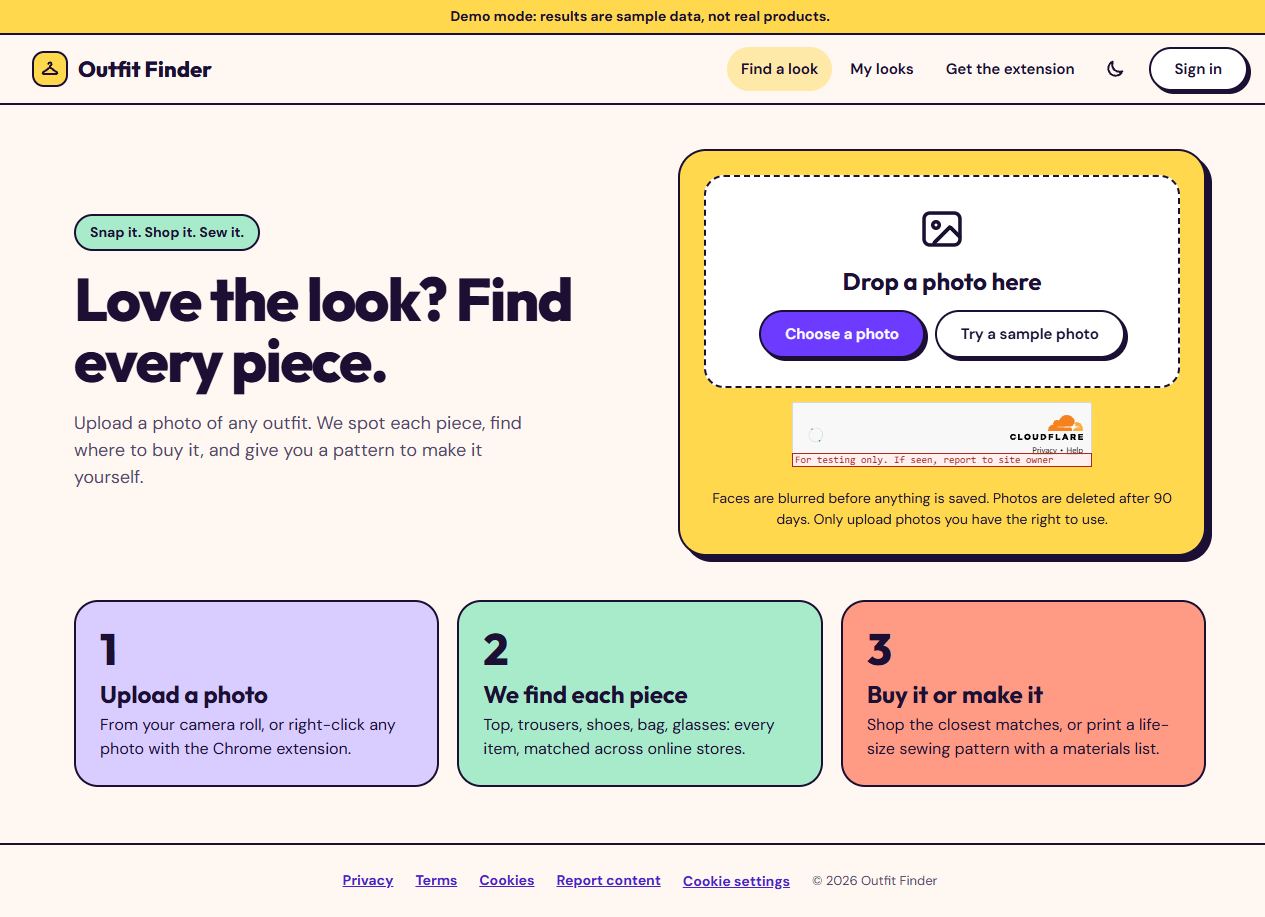 Demo mode: results are sample data, not real products.
Outfit Finder
Find a look
My looks
Get the extension
Sign in
Snap it. Shop it. Sew it.
Love the look? Find
every piece.
Upload a photo of any outfit. We spot each piece, find
where to buy it, and give you a pattern to make it
yourself.
Drop a photo here
Choose a photo
Try a sample photo
CLOUDFLARE
Privacy • Help
For testing only. If seen, report to site owner
Faces are blurred before anything is saved. Photos are deleted after 90
days. Only upload photos you have the right to use.
1
Upload a photo
From your camera roll, or right-click any
photo with the Chrome extension.
2
We find each piece
Top, trousers, shoes, bag, glasses: every
item, matched across online stores.
3
Buy it or make it
Shop the closest matches, or print a life-
size sewing pattern with a materials list.
Privacy
Terms
Cookies
Report content
Cookie settings
© 2026 Outfit Finder